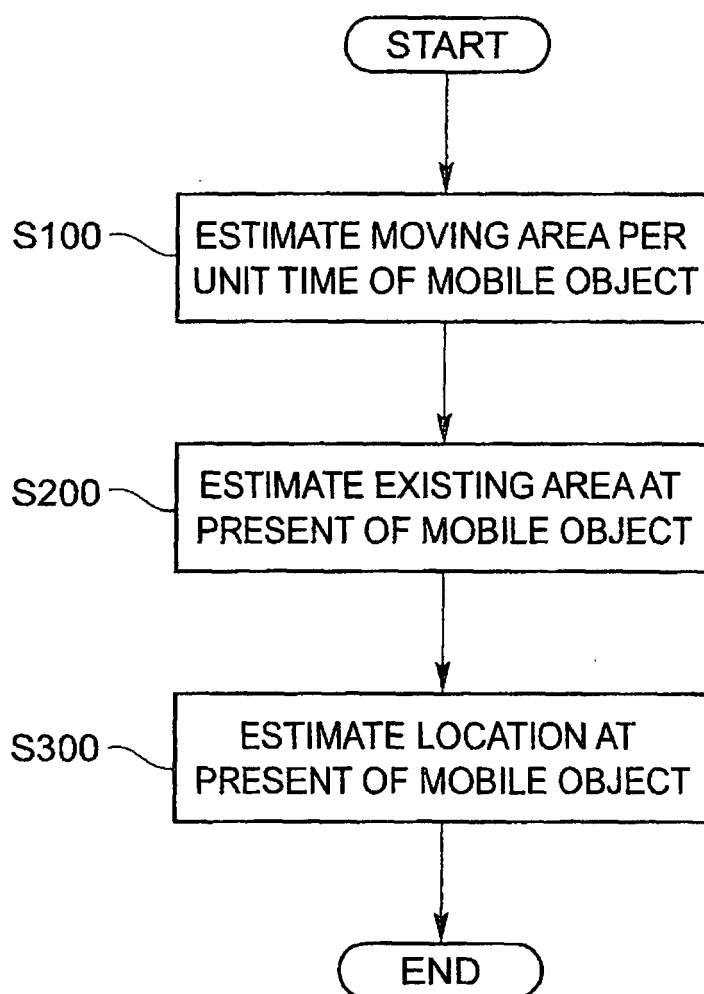 START
S100
ESTIMATE MOVING AREA PER
UNIT TIME OF MOBILE OBJECT
S200
ESTIMATE EXISTING AREA AT
PRESENT OF MOBILE OBJECT
S300
ESTIMATE LOCATION AT
PRESENT OF MOBILE OBJECT
END